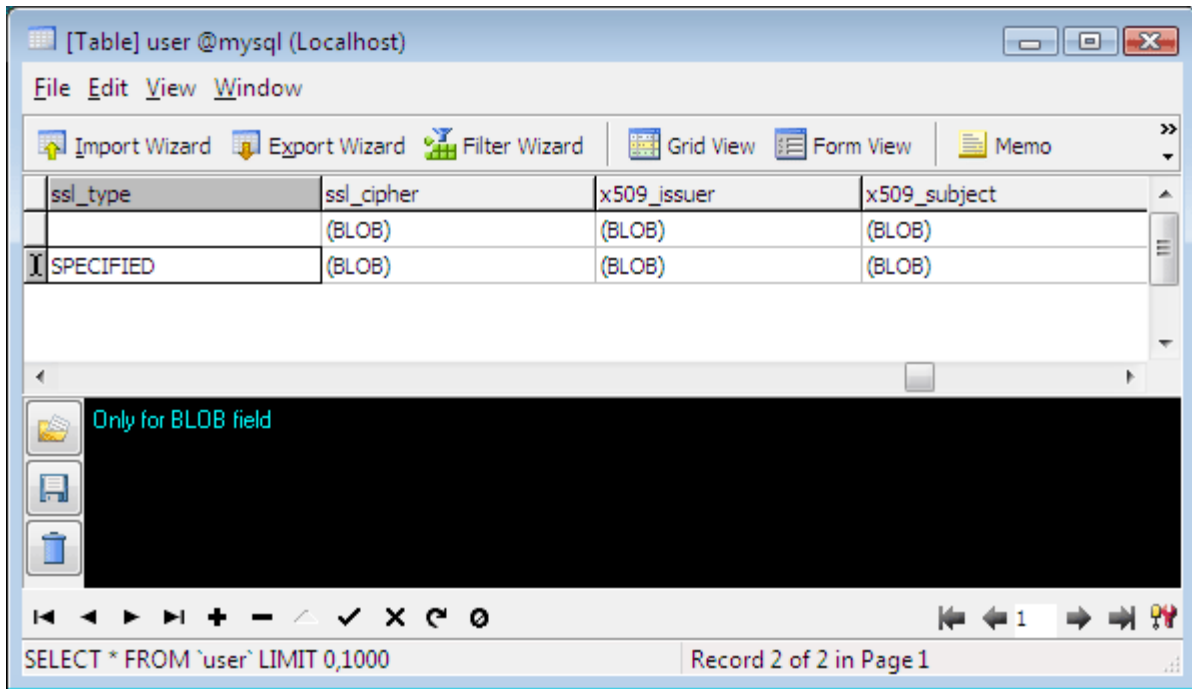 [Table] user @mysql (Localhost)
File Edit View Window
Import Wizard Export Wizard Filter Wizard Grid View Form View Memo
ssl_type ssl_cipher x509_issuer x509_subject
(BLOB) (BLOB) (BLOB)
SPECIFIED (BLOB) (BLOB) (BLOB)
Only for BLOB field
1
SELECT * FROM `user` LIMIT 0,1000 Record 2 of 2 in Page 1